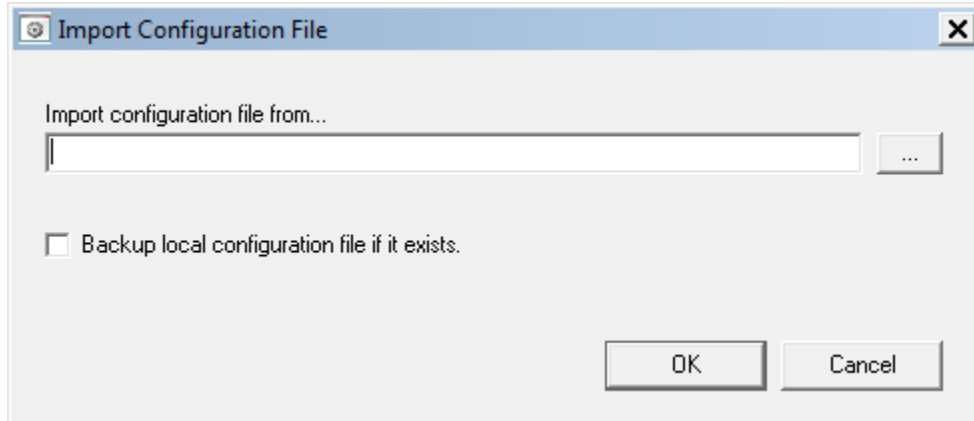 Import Configuration File
Import configuration file from...
...
Backup local configuration file if it exists.
OK
Cancel